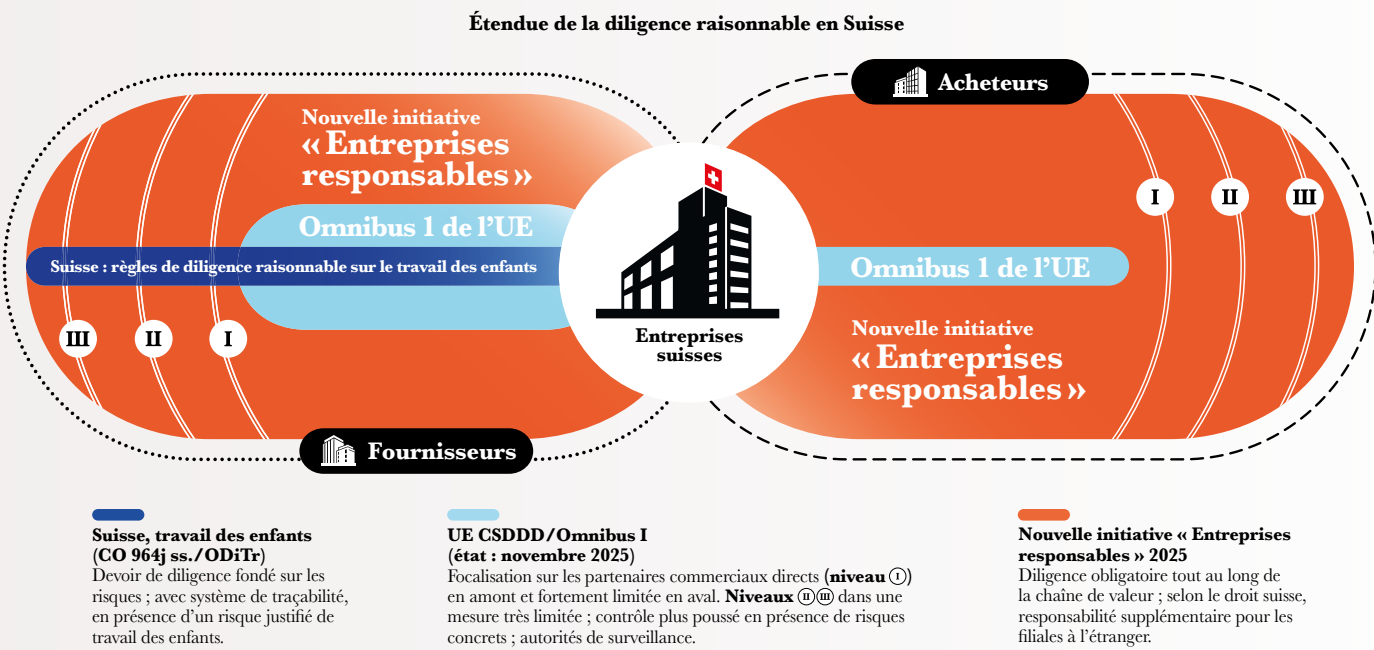 Étendue de la diligence raisonnable en Suisse
Acheteurs
Nouvelle initiative
« Entreprises
responsables »
Omnibus 1 de l’UE
Suisse : règles de diligence raisonnable sur le travail des enfants
III
II
I
Fournisseurs
Entreprises
suisses
I
II
III
Omnibus 1 de l’UE
Nouvelle initiative
« Entreprises
responsables »
Suisse, travail des enfants
(CO 964j ss./ODiTr)
Devoir de diligence fondé sur les
risques ; avec système de traçabilité,
en présence d’un risque justifié de
travail des enfants.
UE CSDDD/Omnibus I
(état : novembre 2025)
Focalisation sur les partenaires commerciaux directs (niveau I)
en amont et fortement limitée en aval. Niveaux II III dans une
mesure très limitée ; contrôle plus poussé en présence de risques
concrets ; autorités de surveillance.
Nouvelle initiative « Entreprises
responsables » 2025
Diligence obligatoire tout au long de
la chaîne de valeur ; selon le droit suisse,
responsabilité supplémentaire pour les
filiales à l’étranger.